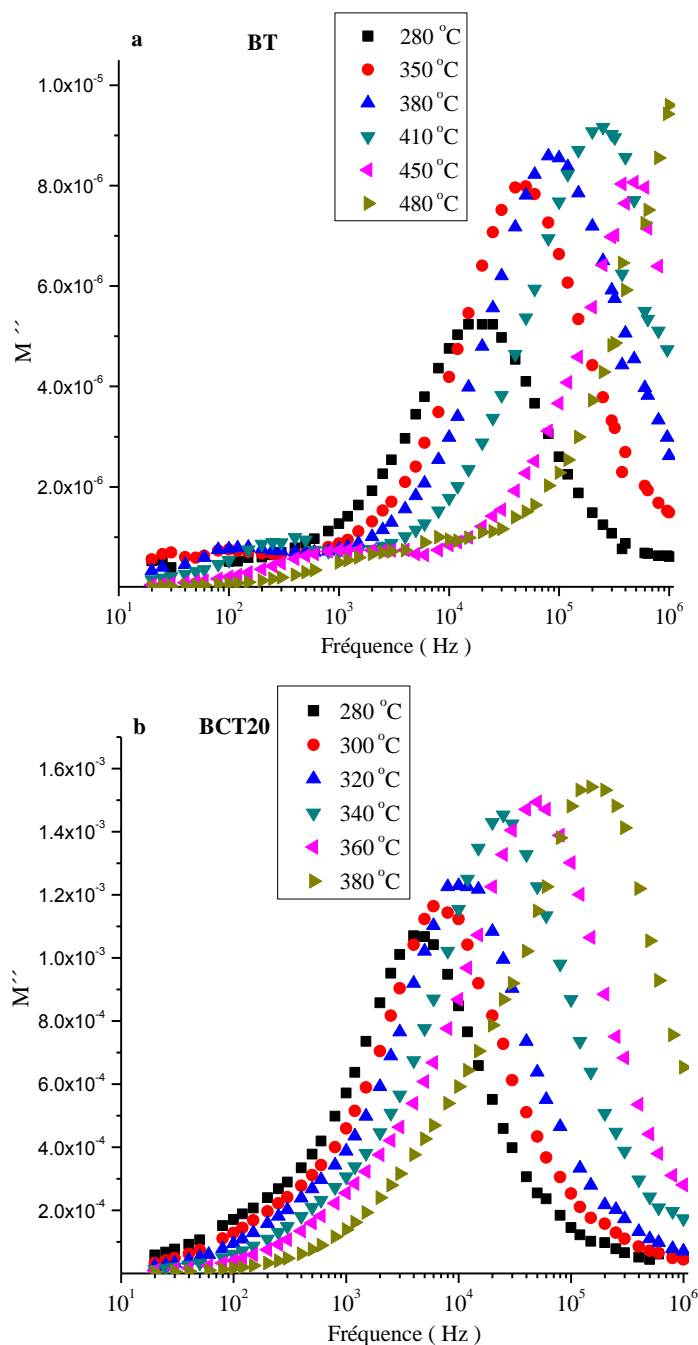 a BT
280 °C
350 °C
380 °C
410 °C
450 °C
480 °C
1.0x10⁻⁵
8.0x10⁻⁶
6.0x10⁻⁶
4.0x10⁻⁶
2.0x10⁻⁶
M ´´
10¹ 10² 10³ 10⁴ 10⁵ 10⁶
Fréquence ( Hz )
b BCT20
280 °C
300 °C
320 °C
340 °C
360 °C
380 °C
1.6x10⁻³
1.4x10⁻³
1.2x10⁻³
1.0x10⁻³
8.0x10⁻⁴
6.0x10⁻⁴
4.0x10⁻⁴
2.0x10⁻⁴
M´´
10¹ 10² 10³ 10⁴ 10⁵ 10⁶
Fréquence ( Hz )